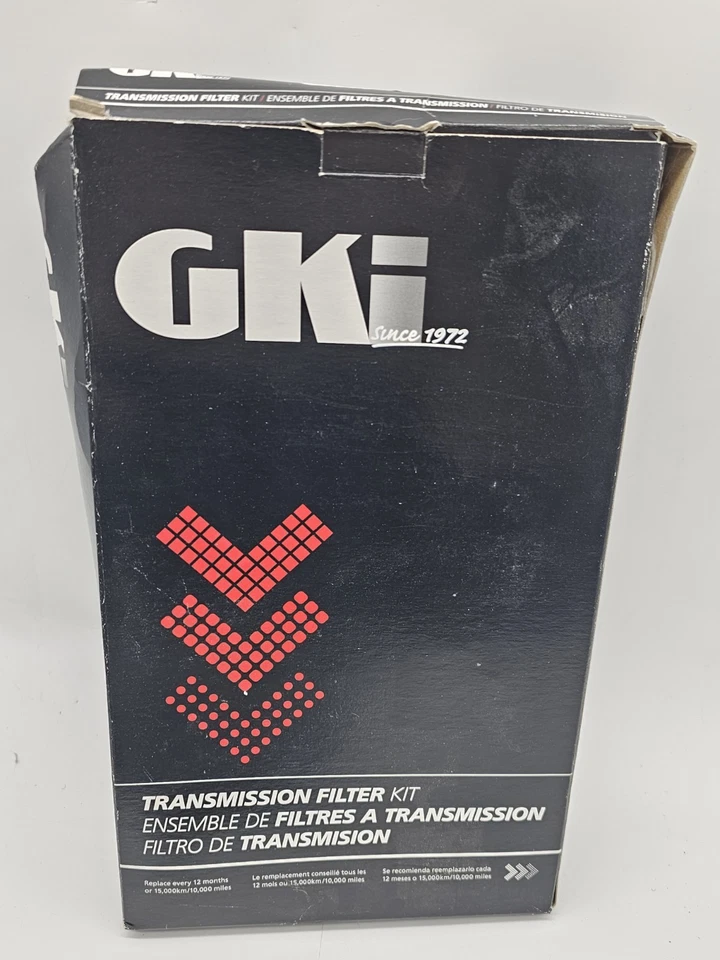 GKi
TRANSMISSION FILTER KIT / ENSEMBLE DE FILTRES A TRANSMISSION / FILTRO DE TRANSMISION
GKi
Since 1972
TRANSMISSION FILTER KIT
ENSEMBLE DE FILTRES A TRANSMISSION
FILTRO DE TRANSMISION
Replace every 12 months
or 15,000km/10,000 miles
Le remplacement conseillé tous les
12 mois ou 15,000km/10,000 miles
Se recomienda reemplazarlo cada
12 meses o 15,000km/10,000 miles